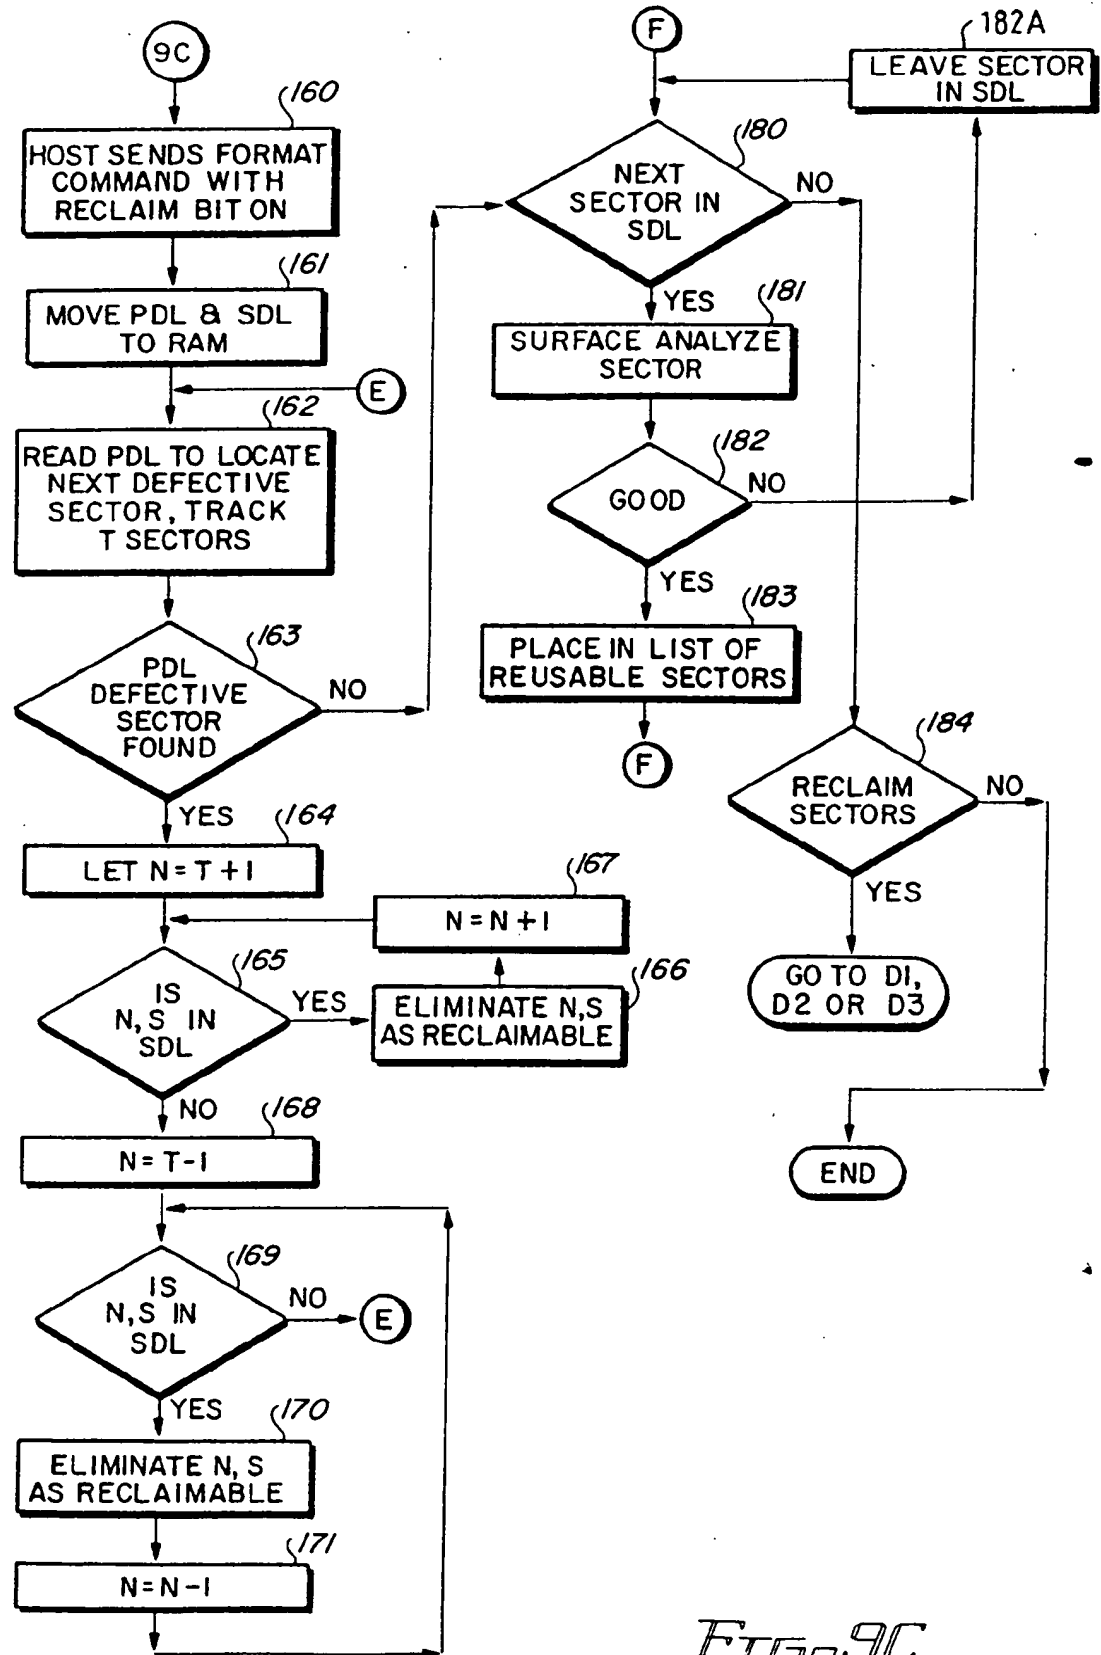 9C
160
HOST SENDS FORMAT
COMMAND WITH
RECLAIM BIT ON
161
MOVE PDL & SDL
TO RAM
E
162
READ PDL TO LOCATE
NEXT DEFECTIVE
SECTOR, TRACK
T SECTORS
163
PDL
DEFECTIVE
SECTOR
FOUND
NO
YES
164
LET N = T + 1
167
N = N + 1
165
IS
N, S IN
SDL
YES
166
ELIMINATE N,S
AS RECLAIMABLE
NO
168
N = T - 1
169
IS
N, S IN
SDL
NO
E
YES
170
ELIMINATE N, S
AS RECLAIMABLE
171
N = N - 1
F
182A
LEAVE SECTOR
IN SDL
180
NEXT
SECTOR IN
SDL
NO
YES
181
SURFACE ANALYZE
SECTOR
182
GOOD
NO
YES
183
PLACE IN LIST OF
REUSABLE SECTORS
F
184
RECLAIM
SECTORS
NO
YES
GO TO D1,
D2 OR D3
END
FIG. 9C